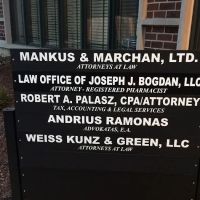 MANKUS & MARCHAN, LTD.
ATTORNEYS AT LAW
LAW OFFICE OF JOSEPH J. BOGDAN, LLC
ATTORNEY - REGISTERED PHARMACIST
ROBERT A. PALASZ, CPA/ATTORNEY
TAX, ACCOUNTING & LEGAL SERVICES
ANDRIUS RAMONAS
ADVOKATAS, E.A.
WEISS KUNZ & GREEN, LLC
ATTORNEYS AT LAW